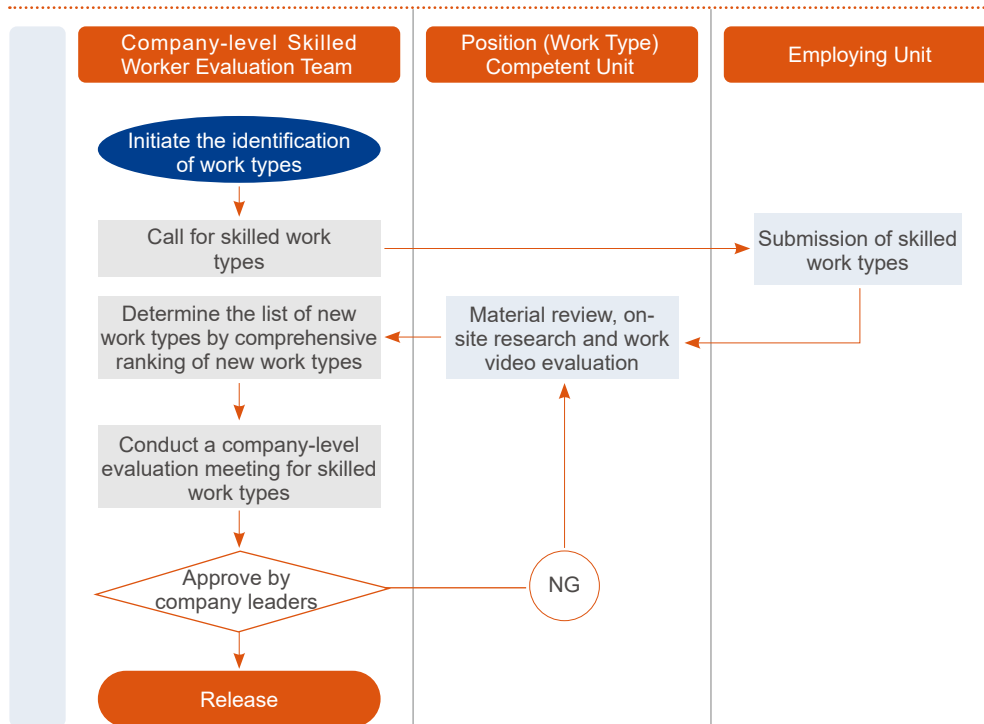 Company-level Skilled
Worker Evaluation Team
Position (Work Type)
Competent Unit
Employing Unit
Initiate the identification
of work types
Call for skilled work
types
Submission of skilled
work types
Determine the list of new
work types by comprehensive
ranking of new work types
Material review, on-
site research and work
video evaluation
Conduct a company-level
evaluation meeting for skilled
work types
Approve by
company leaders
NG
Release